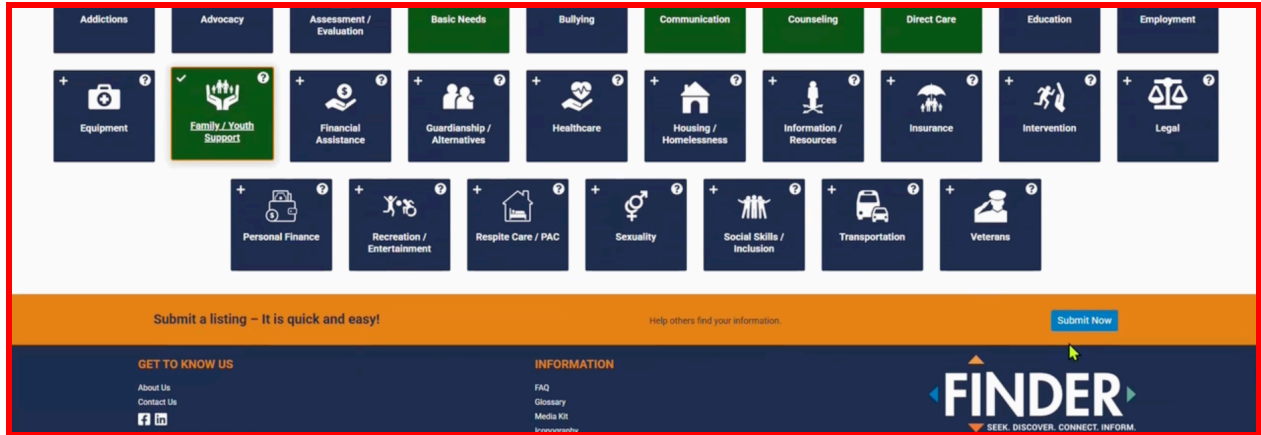 Addictions
Advocacy
Assessment /
Evaluation
Basic Needs
Bullying
Communication
Counseling
Direct Care
Education
Employment
Equipment
Family / Youth
Support
Financial
Assistance
Guardianship /
Alternatives
Healthcare
Housing /
Homelessness
Information /
Resources
Insurance
Intervention
Legal
Personal Finance
Recreation /
Entertainment
Respite Care / PAC
Sexuality
Social Skills /
Inclusion
Transportation
Veterans
Submit a listing – It is quick and easy!
Help others find your information.
Submit Now
GET TO KNOW US
About Us
Contact Us
INFORMATION
FAQ
Glossary
Media Kit
Iconography
FINDER
SEEK. DISCOVER. CONNECT. INFORM.